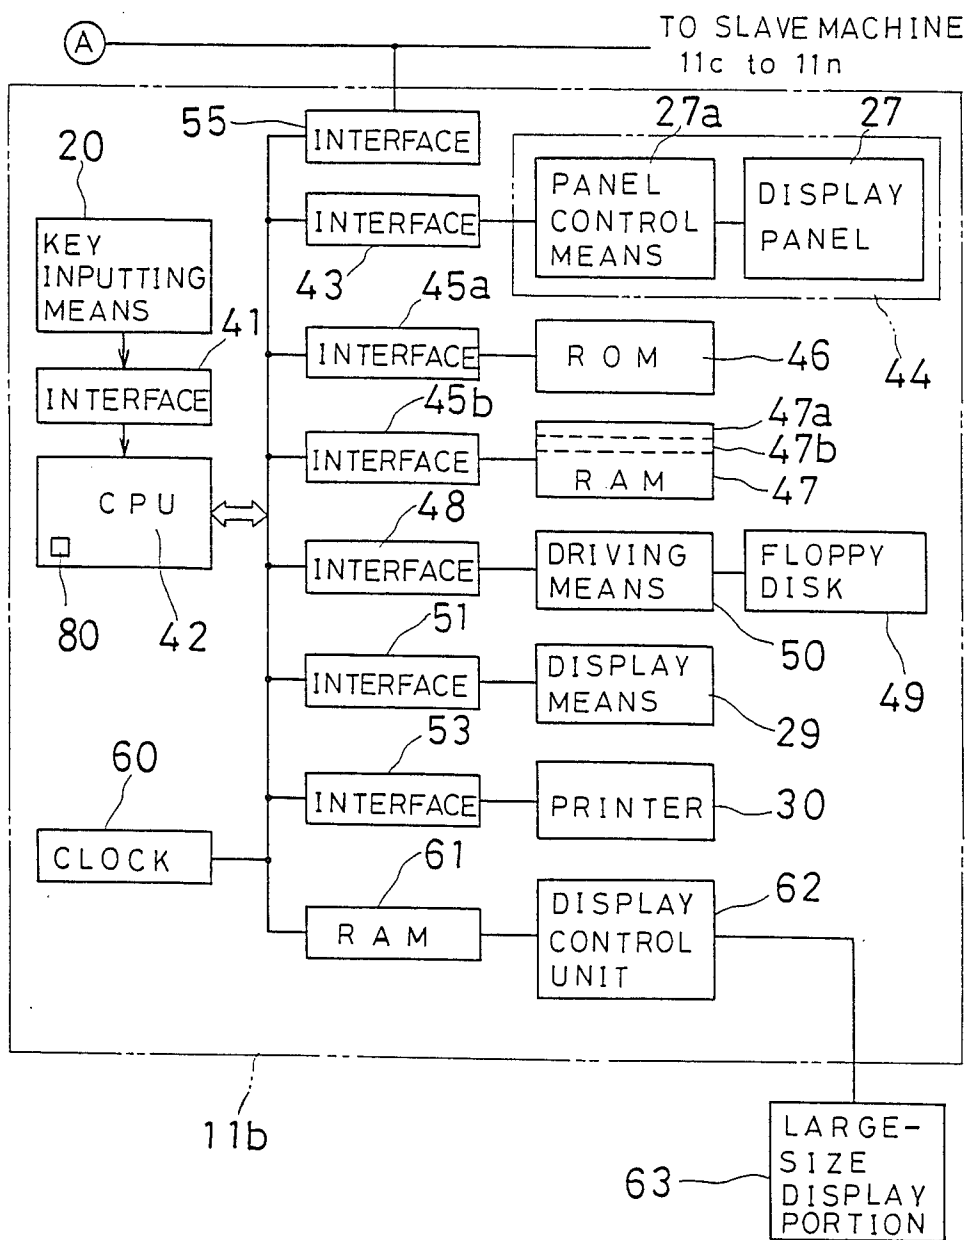 A
TO SLAVE MACHINE
11c to 11n
55
INTERFACE
27a
27
20
PANEL
CONTROL
MEANS
DISPLAY
PANEL
INTERFACE
43
KEY
INPUTTING
MEANS
44
41
45a
INTERFACE
ROM
46
INTERFACE
45b
INTERFACE
47a
47b
RAM
47
CPU
80
42
48
INTERFACE
DRIVING
MEANS
50
FLOPPY
DISK
49
51
INTERFACE
DISPLAY
MEANS
29
53
INTERFACE
PRINTER
30
60
CLOCK
61
RAM
DISPLAY
CONTROL
UNIT
62
11b
63
LARGE-
SIZE
DISPLAY
PORTION